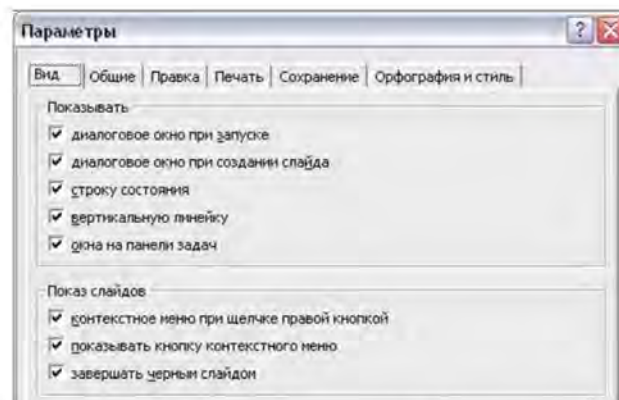 Параметры
Вид Общие Правка Печать Сохранение Орфография и стиль
Показывать
диалоговое окно при запуске
диалоговое окно при создании слайда
строку состояния
вертикальную линейку
окна на панели задач
Показ слайдов
контекстное меню при щелчке правой кнопкой
показывать кнопку контекстного меню
завершать черным слайдом